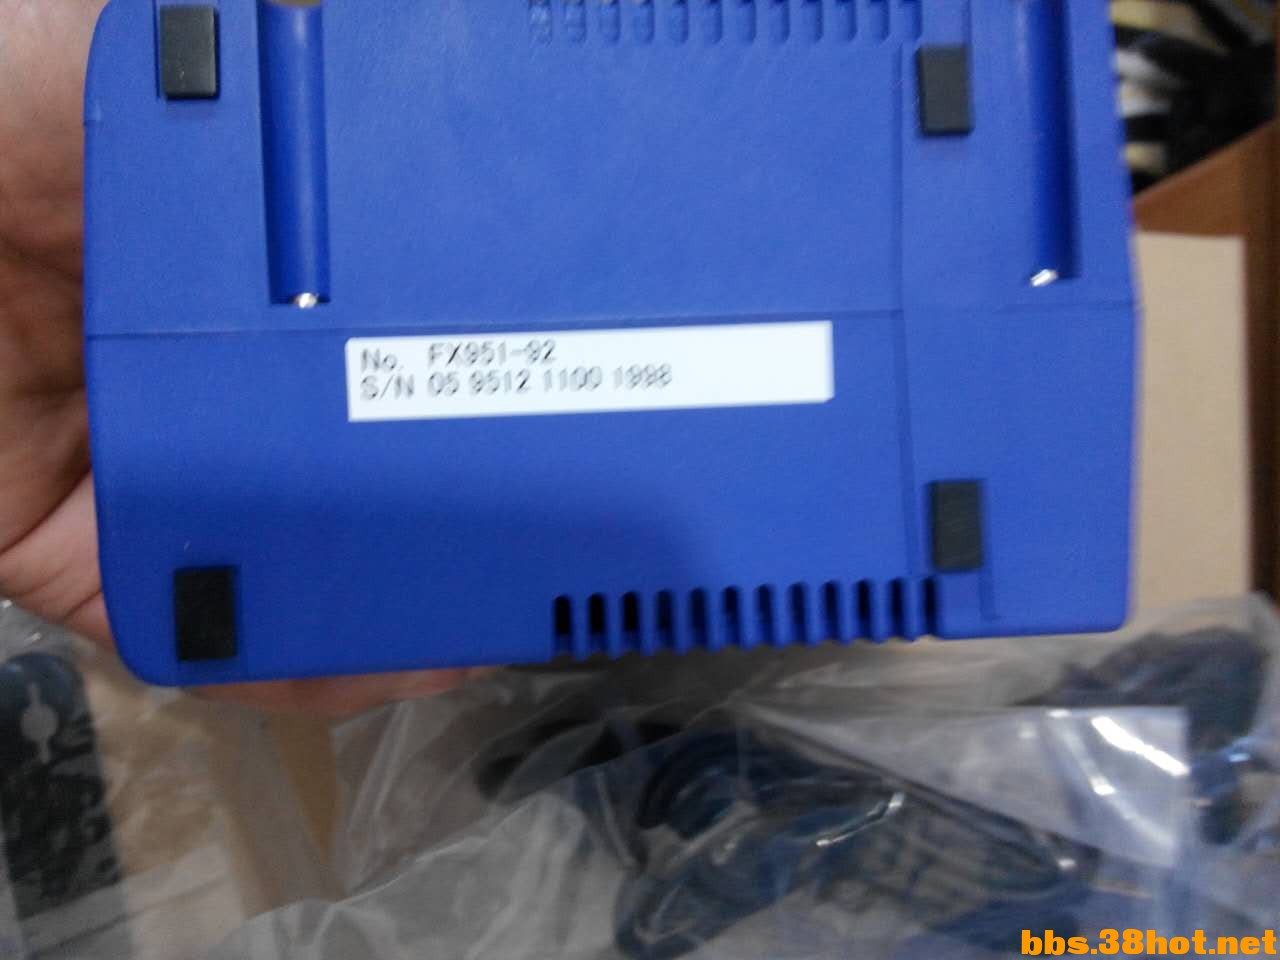 No. FX951-92
S/N 05 9512 1100 1998
bbs.38hot.net